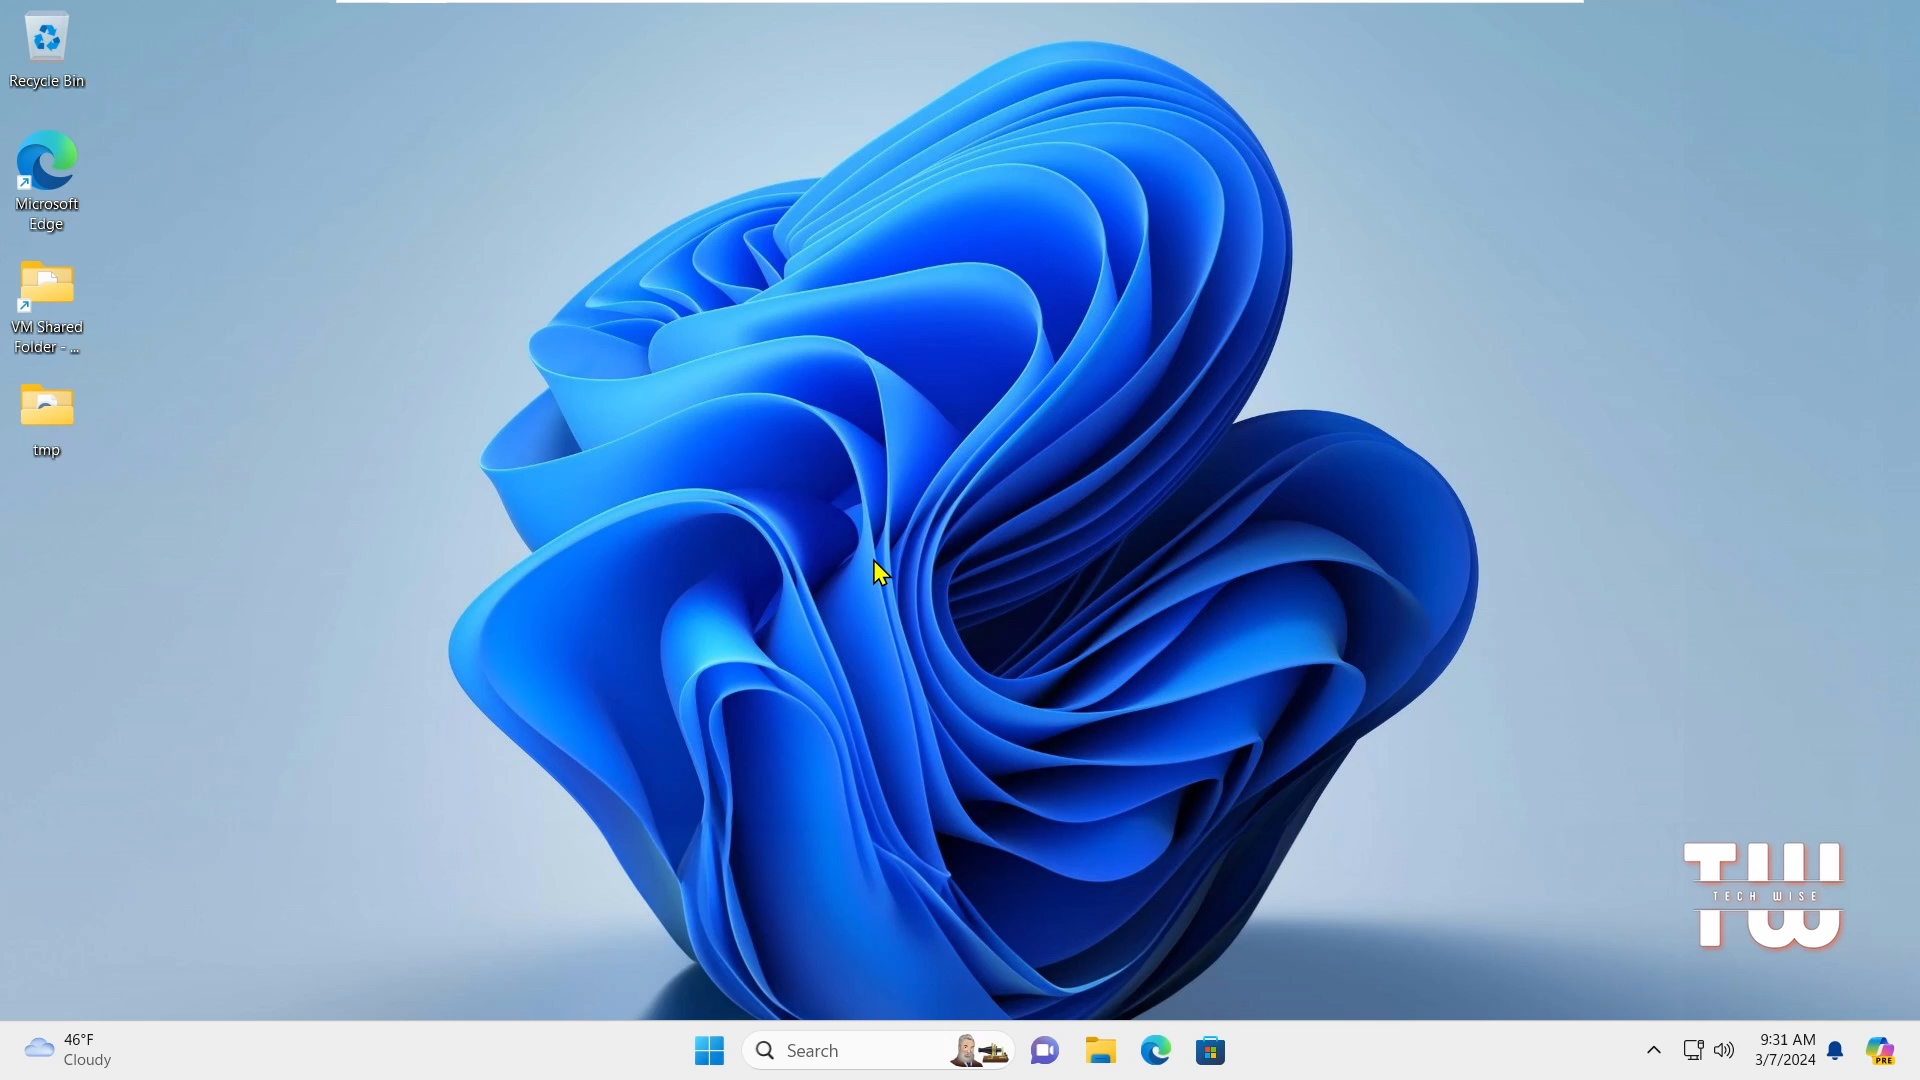 Recycle Bin
Microsoft
Edge
VM Shared
Folder - ...
tmp
TW
TECH WISE
46°F
Cloudy
Search
9:31 AM
3/7/2024
PRE